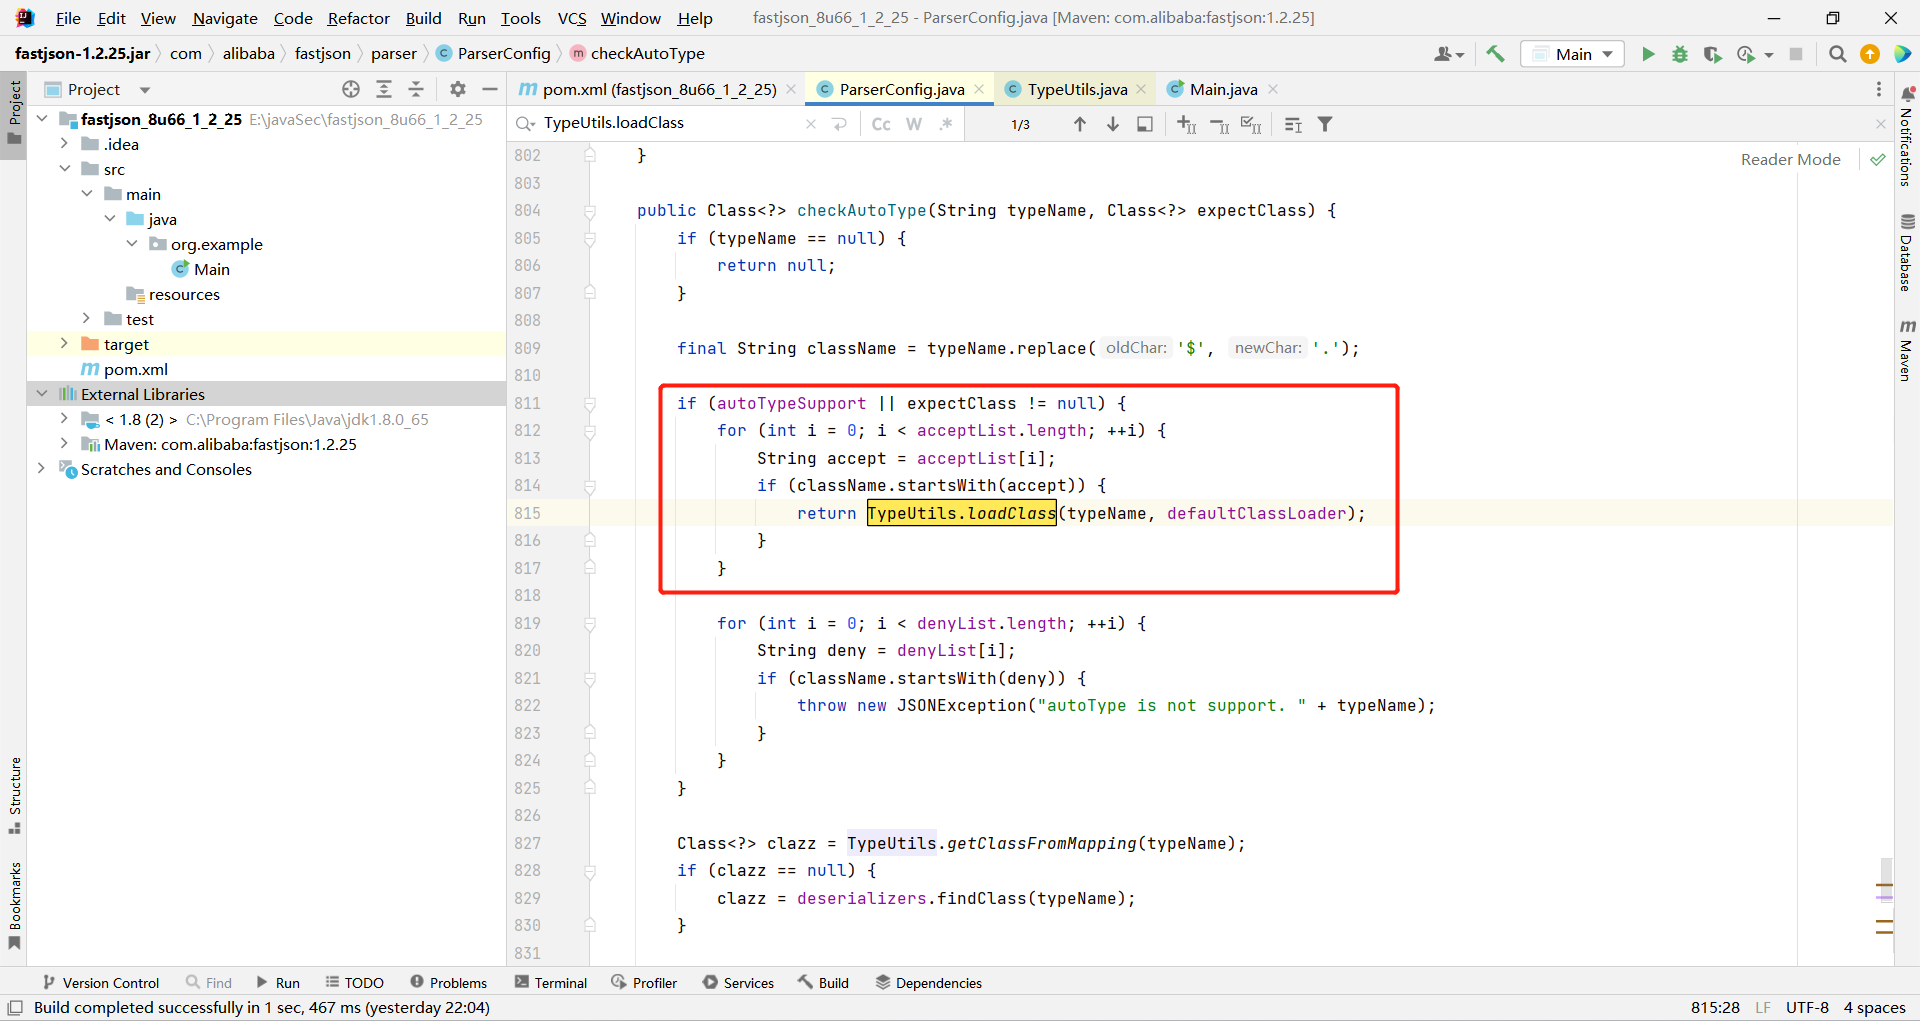 File Edit View Navigate Code Refactor Build Run Tools VCS Window Help fastjson_8u66_1_2_25 - ParserConfig.java [Maven: com.alibaba:fastjson:1.2.25]
fastjson-1.2.25.jar com alibaba fastjson parser ParserConfig checkAutoType Main
Project
Project
pom.xml (fastjson_8u66_1_2_25) ParserConfig.java TypeUtils.java Main.java
fastjson_8u66_1_2_25 E:\javaSec\fastjson_8u66_1_2_25
.idea
src
main
java
org.example
Main
resources
test
target
pom.xml
External Libraries
< 1.8 (2) > C:\Program Files\Java\jdk1.8.0_65
Maven: com.alibaba:fastjson:1.2.25
Scratches and Consoles
TypeUtils.loadClass Cc W .* 1/3
Reader Mode
802 }
803
804 public Class<?> checkAutoType(String typeName, Class<?> expectClass) {
805 if (typeName == null) {
806 return null;
807 }
808
809 final String className = typeName.replace( oldChar: '$', newChar: '.');
810
811 if (autoTypeSupport || expectClass != null) {
812 for (int i = 0; i < acceptList.length; ++i) {
813 String accept = acceptList[i];
814 if (className.startsWith(accept)) {
815 return TypeUtils.loadClass(typeName, defaultClassLoader);
816 }
817 }
818
819 for (int i = 0; i < denyList.length; ++i) {
820 String deny = denyList[i];
821 if (className.startsWith(deny)) {
822 throw new JSONException("autoType is not support. " + typeName);
823 }
824 }
825 }
826
827 Class<?> clazz = TypeUtils.getClassFromMapping(typeName);
828 if (clazz == null) {
829 clazz = deserializers.findClass(typeName);
830 }
831
Notifications
Database
Maven
Structure
Bookmarks
Version Control Find Run TODO Problems Terminal Profiler Services Build Dependencies
Build completed successfully in 1 sec, 467 ms (yesterday 22:04) 815:28 LF UTF-8 4 spaces